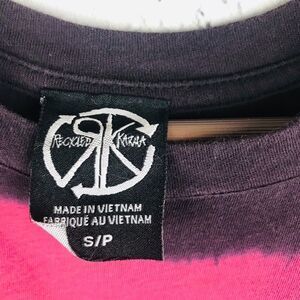 RECYCLED KARMA
MADE IN VIETNAM
FABRIQUÉ AU VIETNAM
S/P